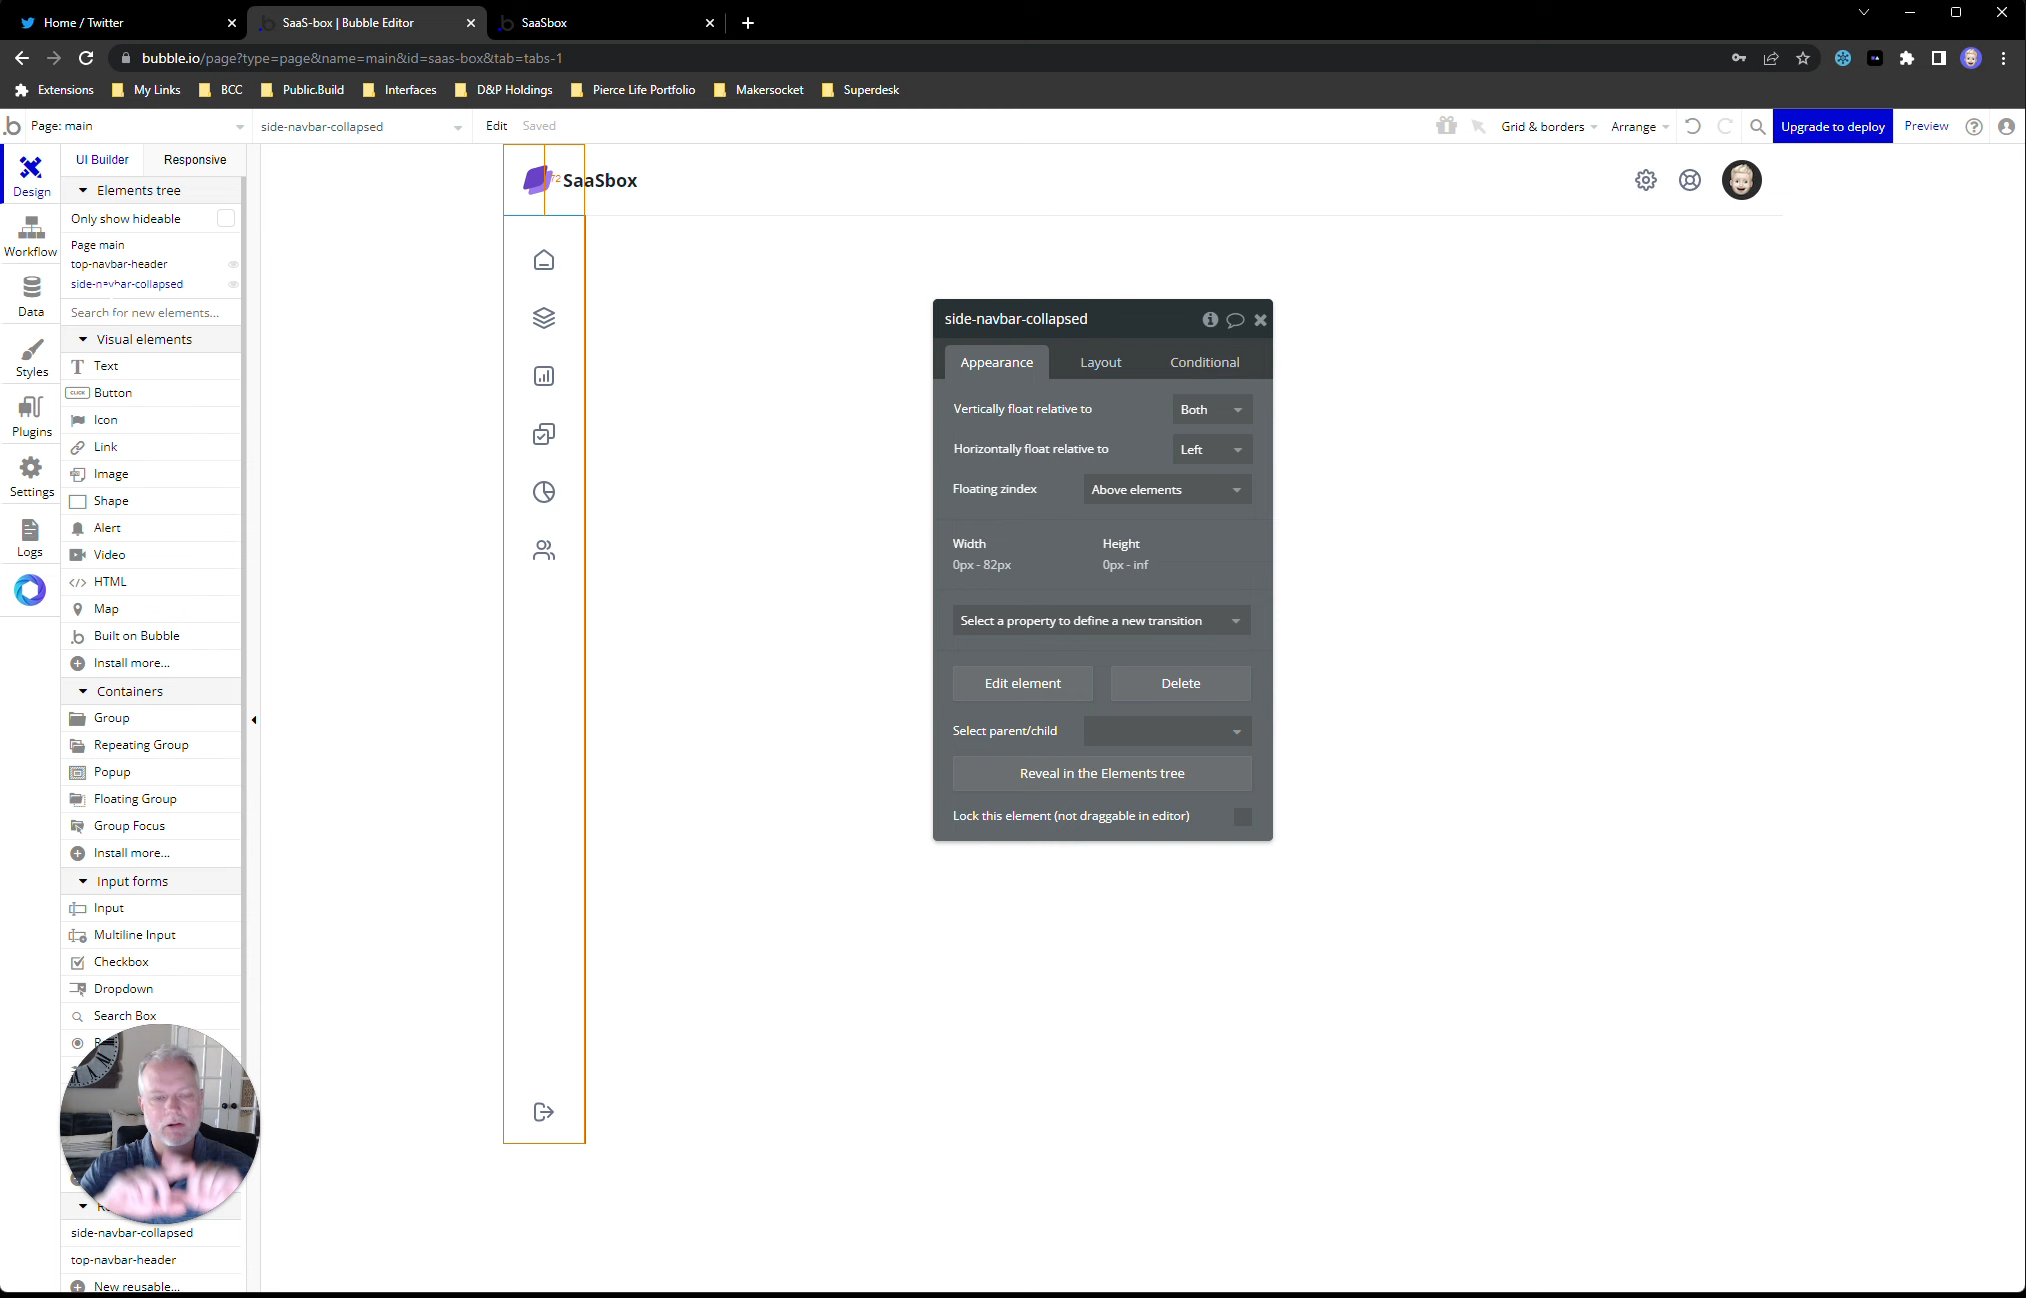 Home / Twitter
SaaS-box | Bubble Editor
SaaSbox
bubble.io/page?type=page&name=main&id=saas-box&tab=tabs-1
Extensions
My Links
BCC
Public.Build
Interfaces
D&P Holdings
Pierce Life Portfolio
Makersocket
Superdesk
Page: main
side-navbar-collapsed
Edit
Saved
Grid & borders
Arrange
Upgrade to deploy
Preview
Design
Workflow
Data
Styles
Plugins
Settings
Logs
UI Builder
Responsive
Elements tree
Only show hideable
Page main
top-navbar-header
side-navbar-collapsed
Search for new elements...
Visual elements
Text
CLICK Button
Icon
Link
Image
Shape
Alert
Video
HTML
Map
Built on Bubble
Install more...
Containers
Group
Repeating Group
Popup
Floating Group
Group Focus
Install more...
Input forms
Input
Multiline Input
Checkbox
Dropdown
Search Box
side-navbar-collapsed
top-navbar-header
New reusable...
72
SaaSbox
side-navbar-collapsed
Appearance
Layout
Conditional
Vertically float relative to
Both
Horizontally float relative to
Left
Floating zindex
Above elements
Width
Height
0px - 82px
0px - inf
Select a property to define a new transition
Edit element
Delete
Select parent/child
Reveal in the Elements tree
Lock this element (not draggable in editor)